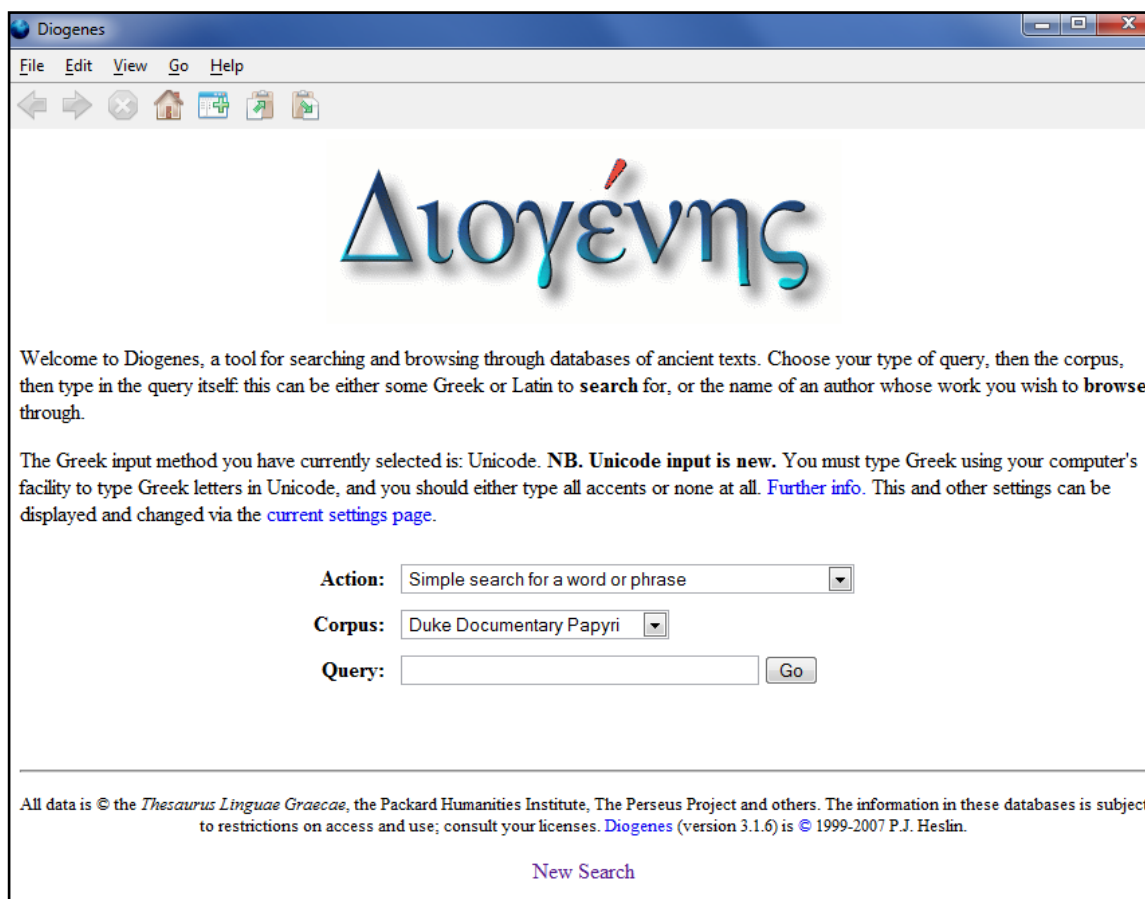 Diogenes
File Edit View Go Help
Διογένης
Welcome to Diogenes, a tool for searching and browsing through databases of ancient texts. Choose your type of query, then the corpus,
then type in the query itself: this can be either some Greek or Latin to search for, or the name of an author whose work you wish to browse
through.
The Greek input method you have currently selected is: Unicode. NB. Unicode input is new. You must type Greek using your computer's
facility to type Greek letters in Unicode, and you should either type all accents or none at all. Further info. This and other settings can be
displayed and changed via the current settings page.
Action: Simple search for a word or phrase
Corpus: Duke Documentary Papyri
Query: Go
All data is © the Thesaurus Linguae Graecae, the Packard Humanities Institute, The Perseus Project and others. The information in these databases is subject
to restrictions on access and use; consult your licenses. Diogenes (version 3.1.6) is © 1999-2007 P.J. Heslin.
New Search